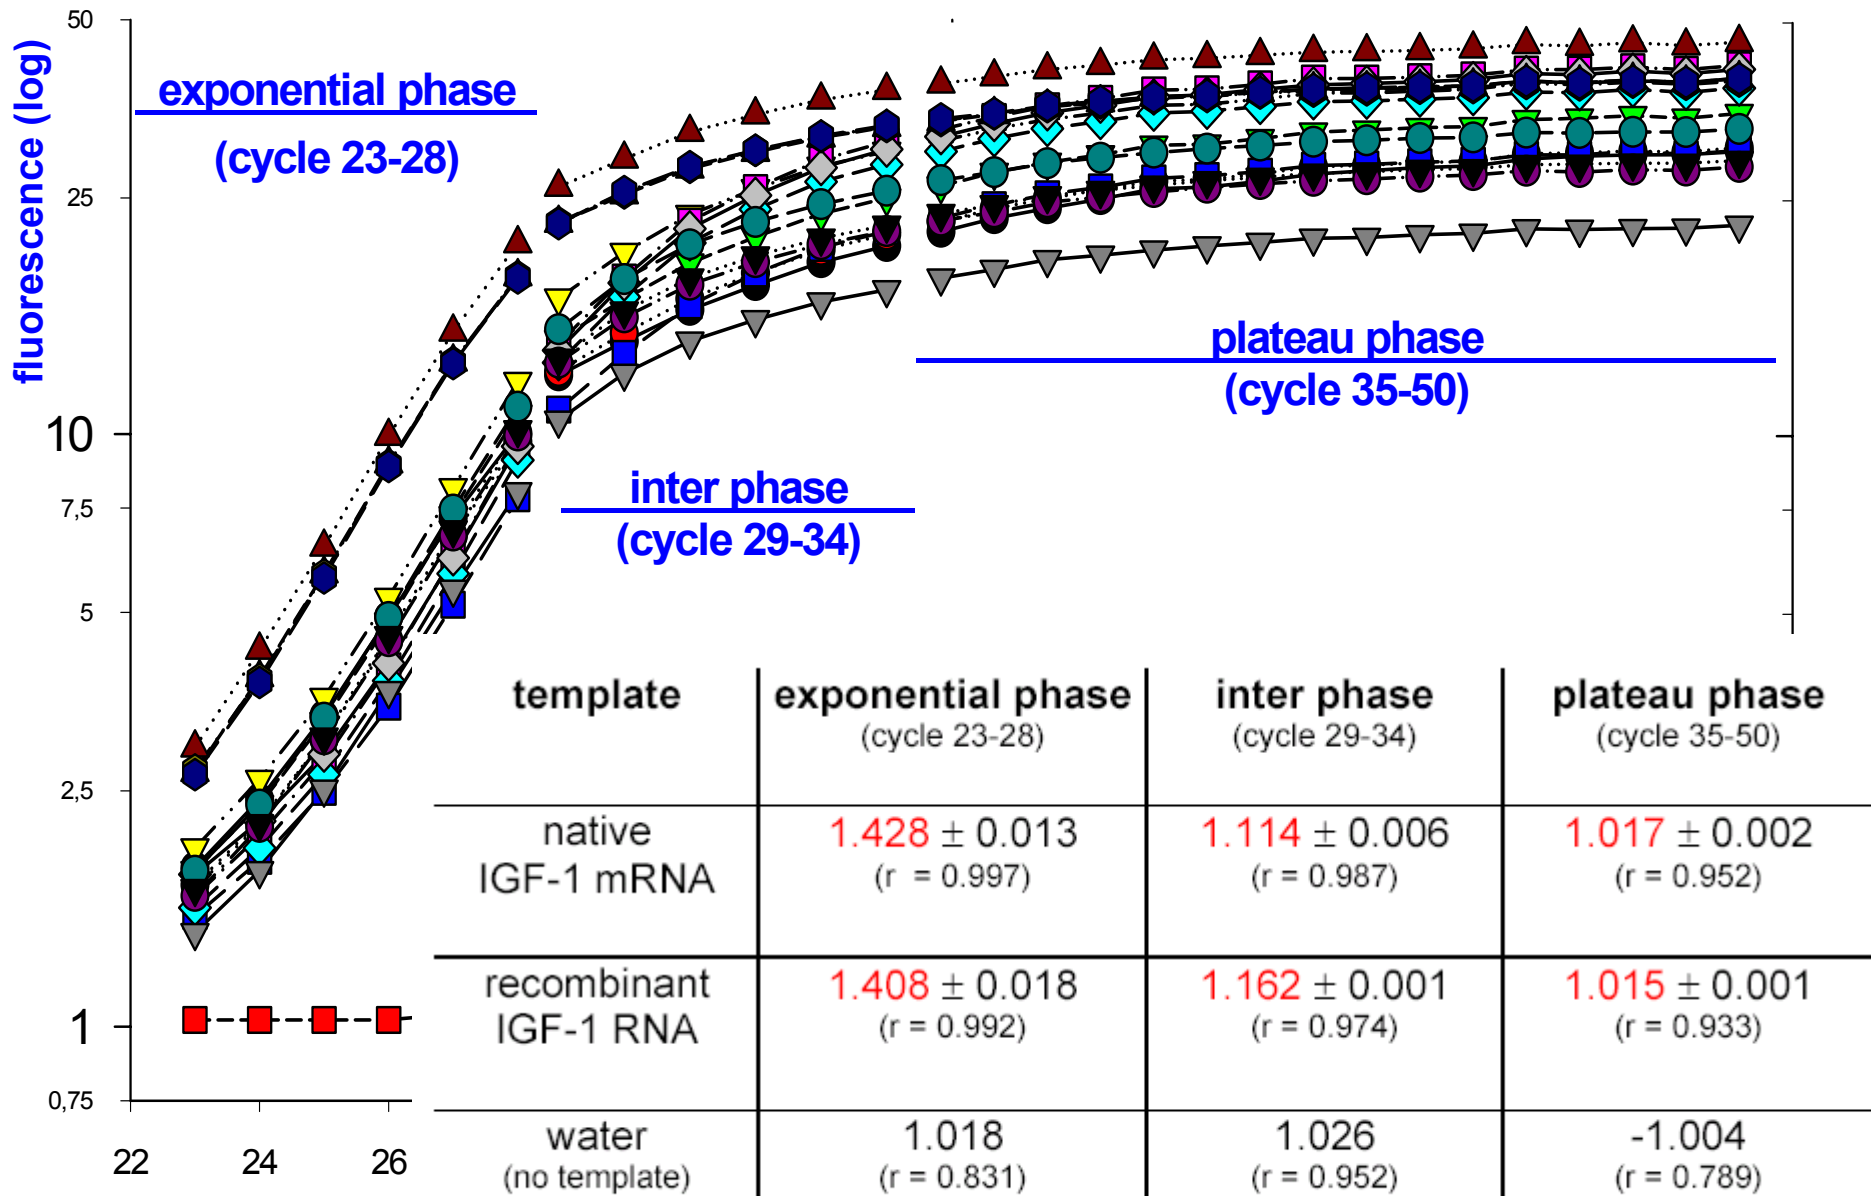 fluorescence (log)
50
25
10
7,5
5
2,5
1
0,75
22
24
26
exponential phase
(cycle 23-28)
inter phase
(cycle 29-34)
plateau phase
(cycle 35-50)
template exponential phase inter phase plateau phase
(cycle 23-28) (cycle 29-34) (cycle 35-50)
native 1.428 ± 0.013 1.114 ± 0.006 1.017 ± 0.002
IGF-1 mRNA (r = 0.997) (r = 0.987) (r = 0.952)
recombinant 1.408 ± 0.018 1.162 ± 0.001 1.015 ± 0.001
IGF-1 RNA (r = 0.992) (r = 0.974) (r = 0.933)
water 1.018 1.026 -1.004
(no template) (r = 0.831) (r = 0.952) (r = 0.789)